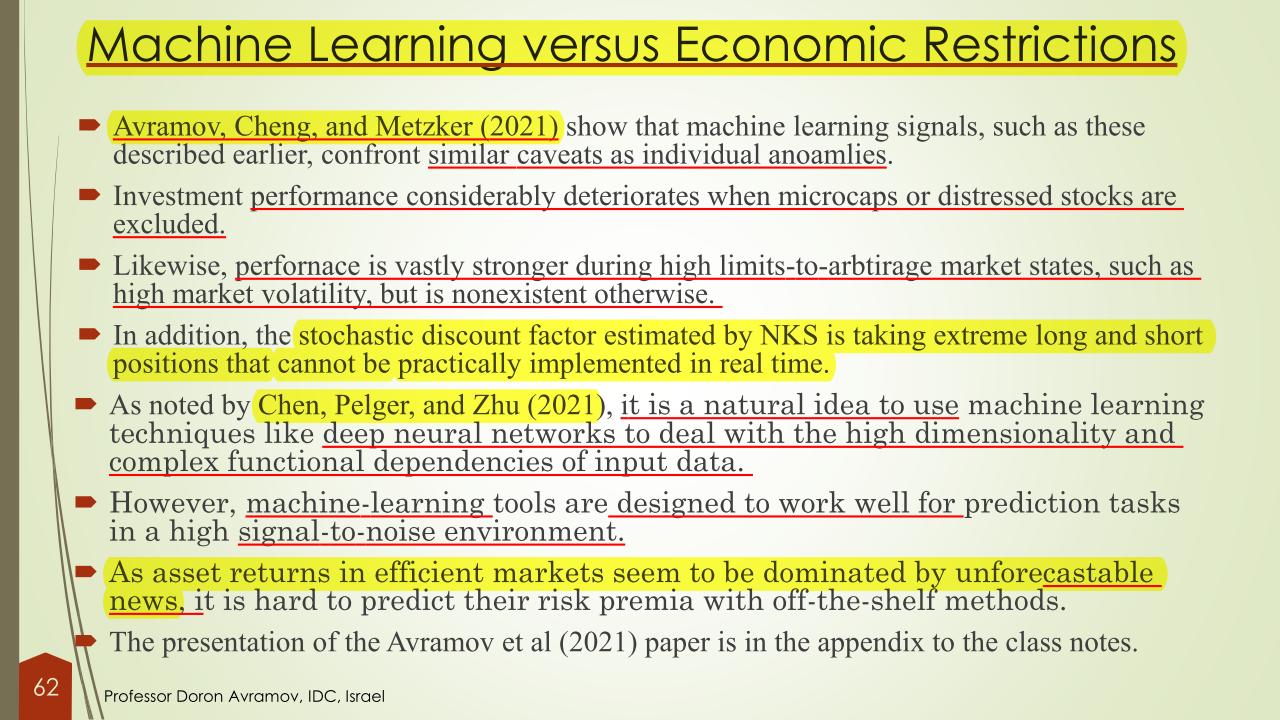 Machine Learning versus Economic Restrictions
Avramov, Cheng, and Metzker (2021) show that machine learning signals, such as these
described earlier, confront similar caveats as individual anoamlies.
Investment performance considerably deteriorates when microcaps or distressed stocks are
excluded.
Likewise, perfornace is vastly stronger during high limits-to-arbtirage market states, such as
high market volatility, but is nonexistent otherwise.
In addition, the stochastic discount factor estimated by NKS is taking extreme long and short
positions that cannot be practically implemented in real time.
As noted by Chen, Pelger, and Zhu (2021), it is a natural idea to use machine learning
techniques like deep neural networks to deal with the high dimensionality and
complex functional dependencies of input data.
However, machine-learning tools are designed to work well for prediction tasks
in a high signal-to-noise environment.
As asset returns in efficient markets seem to be dominated by unforecastable
news, it is hard to predict their risk premia with off-the-shelf methods.
The presentation of the Avramov et al (2021) paper is in the appendix to the class notes.
62
Professor Doron Avramov, IDC, Israel